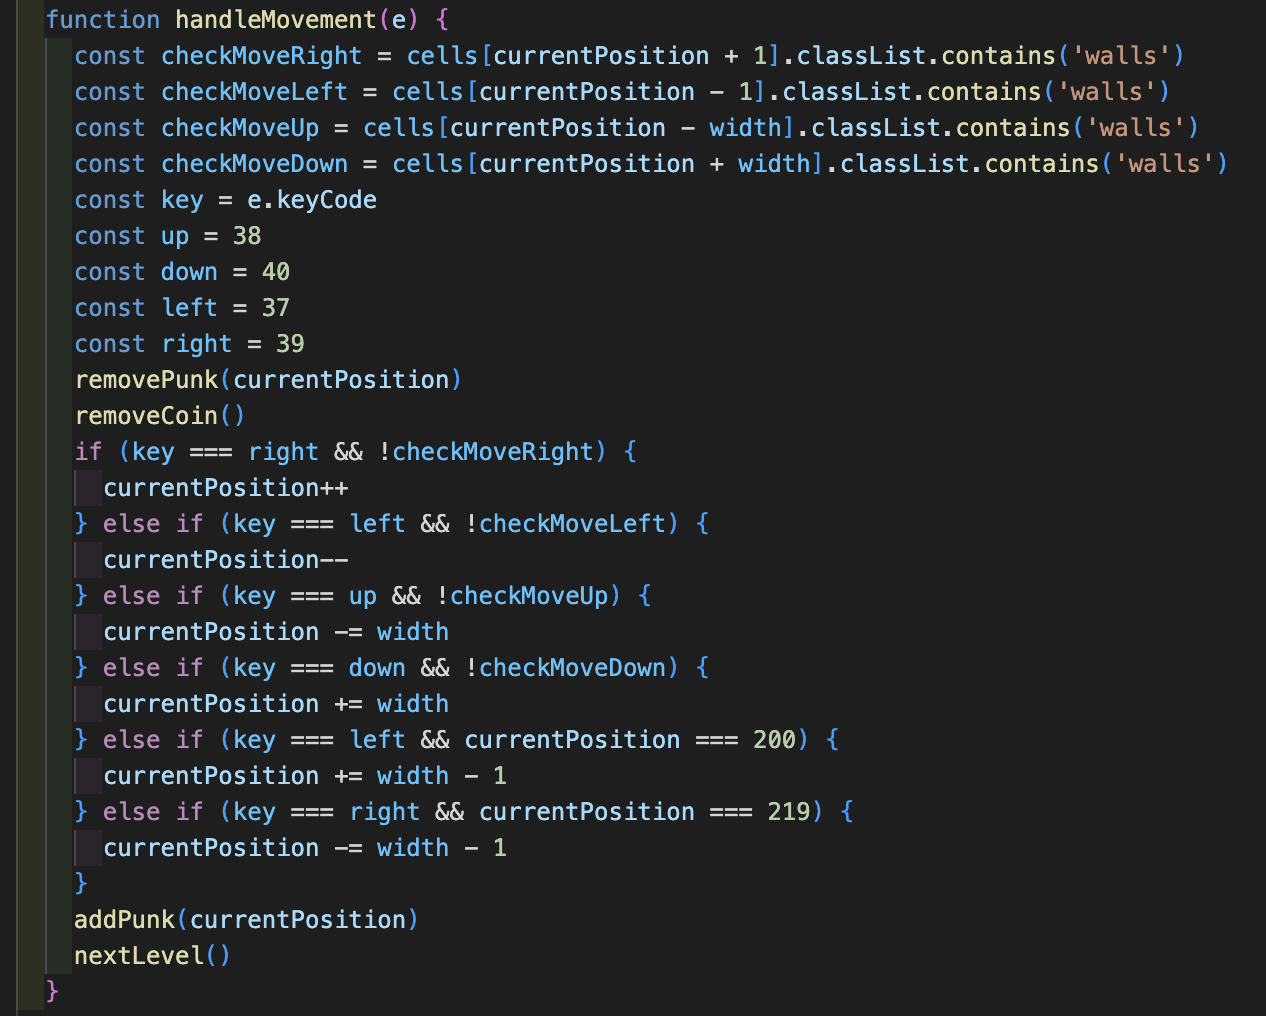 function handleMovement(e) {
  const checkMoveRight = cells[currentPosition + 1].classList.contains('walls')
  const checkMoveLeft = cells[currentPosition - 1].classList.contains('walls')
  const checkMoveUp = cells[currentPosition - width].classList.contains('walls')
  const checkMoveDown = cells[currentPosition + width].classList.contains('walls')
  const key = e.keyCode
  const up = 38
  const down = 40
  const left = 37
  const right = 39
  removePunk(currentPosition)
  removeCoin()
  if (key === right && !checkMoveRight) {
    currentPosition++
  } else if (key === left && !checkMoveLeft) {
    currentPosition--
  } else if (key === up && !checkMoveUp) {
    currentPosition -= width
  } else if (key === down && !checkMoveDown) {
    currentPosition += width
  } else if (key === left && currentPosition === 200) {
    currentPosition += width - 1
  } else if (key === right && currentPosition === 219) {
    currentPosition -= width - 1
  }
  addPunk(currentPosition)
  nextLevel()
}